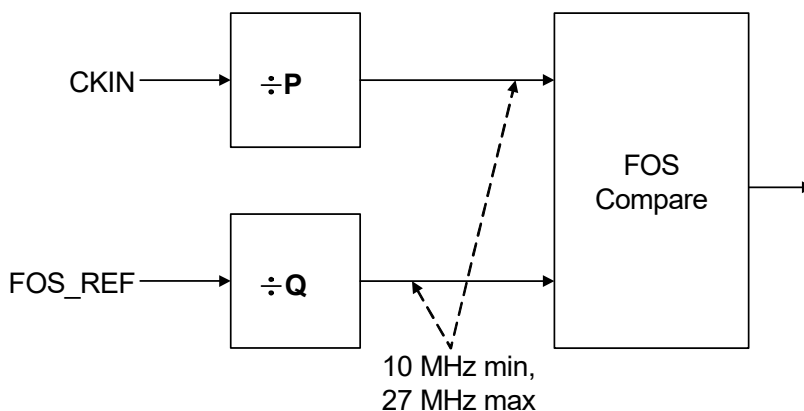 CKIN
÷P
FOS
Compare
FOS_REF
÷Q
10 MHz min,
27 MHz max